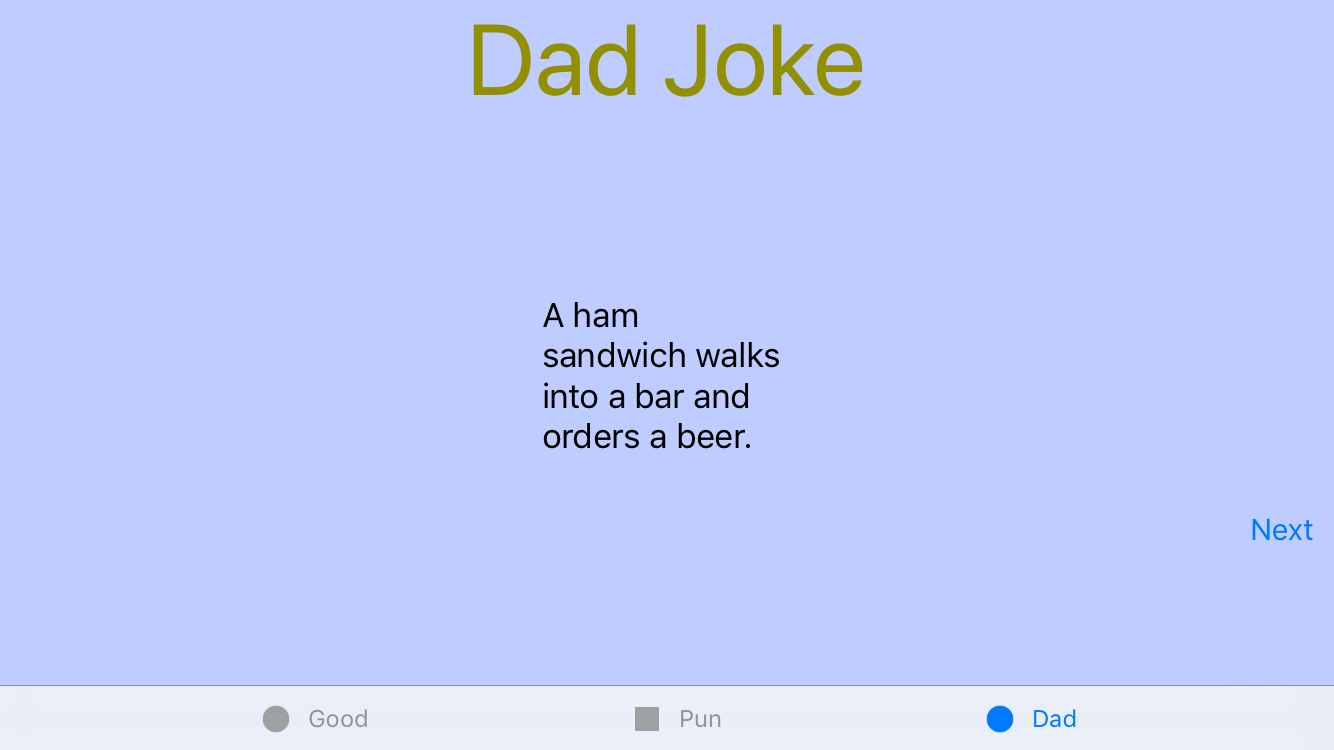 Dad Joke
A ham
sandwich walks
into a bar and
orders a beer.
Next
Good
Pun
Dad